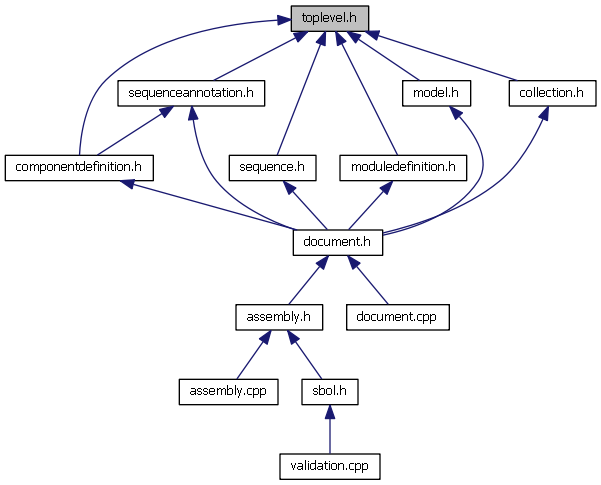 toplevel.h
sequenceannotation.h
model.h
collection.h
componentdefinition.h
sequence.h
moduledefinition.h
document.h
assembly.h
document.cpp
assembly.cpp
sbol.h
validation.cpp